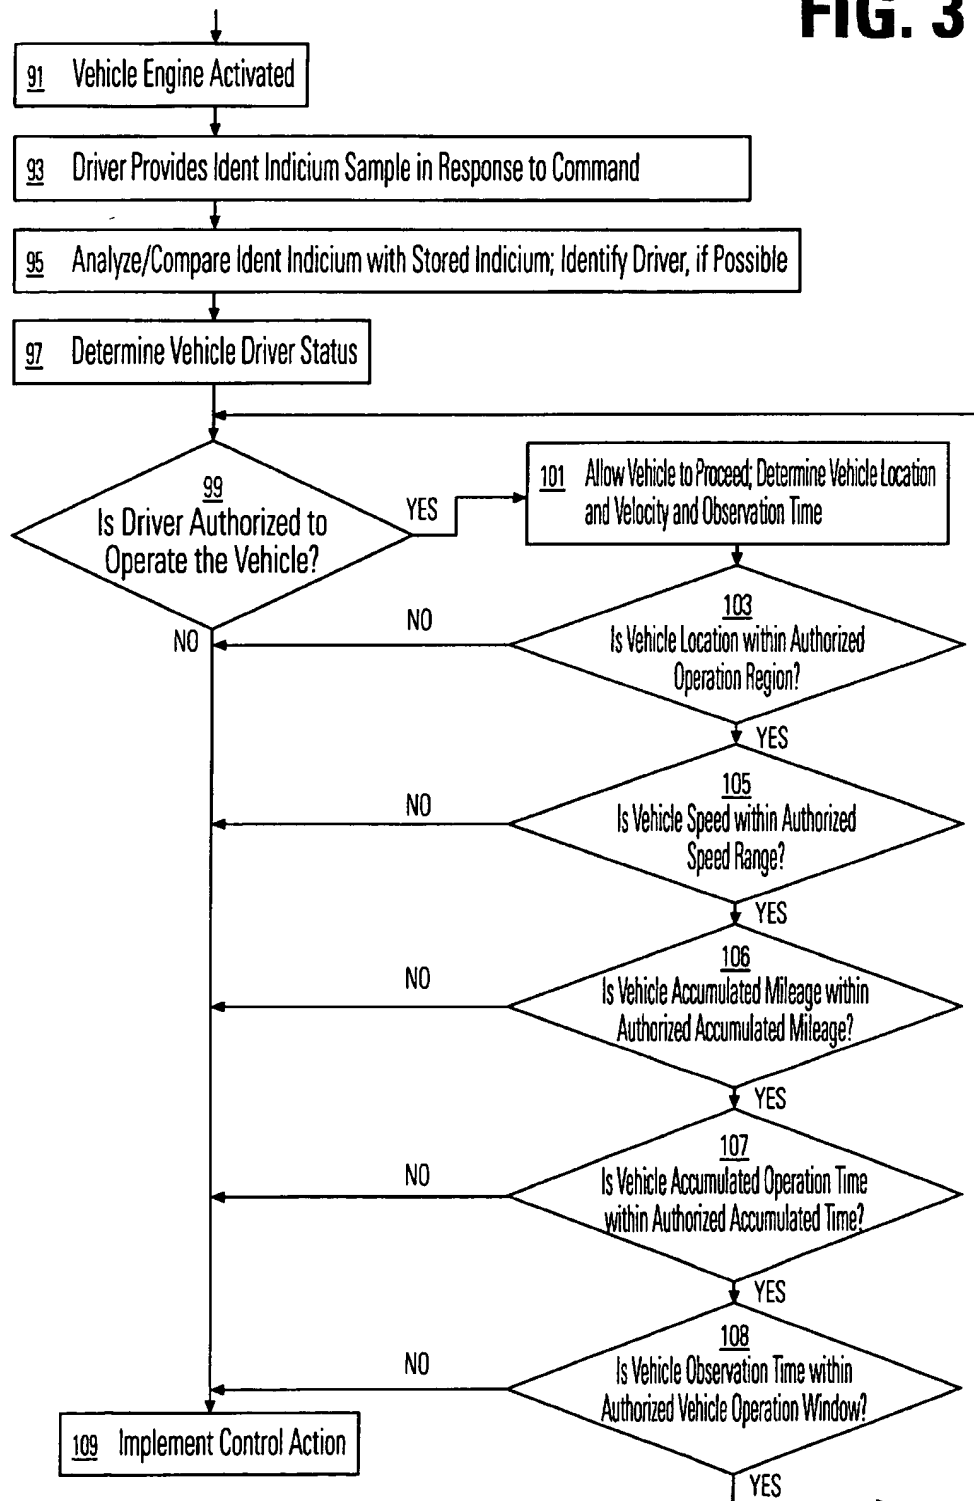 FIG. 3
91 Vehicle Engine Activated
93 Driver Provides Ident Indicium Sample in Response to Command
95 Analyze/Compare Ident Indicium with Stored Indicium; Identify Driver, if Possible
97 Determine Vehicle Driver Status
99
Is Driver Authorized to
Operate the Vehicle?
YES
NO
101 Allow Vehicle to Proceed; Determine Vehicle Location
and Velocity and Observation Time
103
Is Vehicle Location within Authorized
Operation Region?
NO
YES
105
Is Vehicle Speed within Authorized
Speed Range?
NO
YES
106
Is Vehicle Accumulated Mileage within
Authorized Accumulated Mileage?
NO
YES
107
Is Vehicle Accumulated Operation Time
within Authorized Accumulated Time?
NO
YES
108
Is Vehicle Observation Time within
Authorized Vehicle Operation Window?
NO
YES
109 Implement Control Action